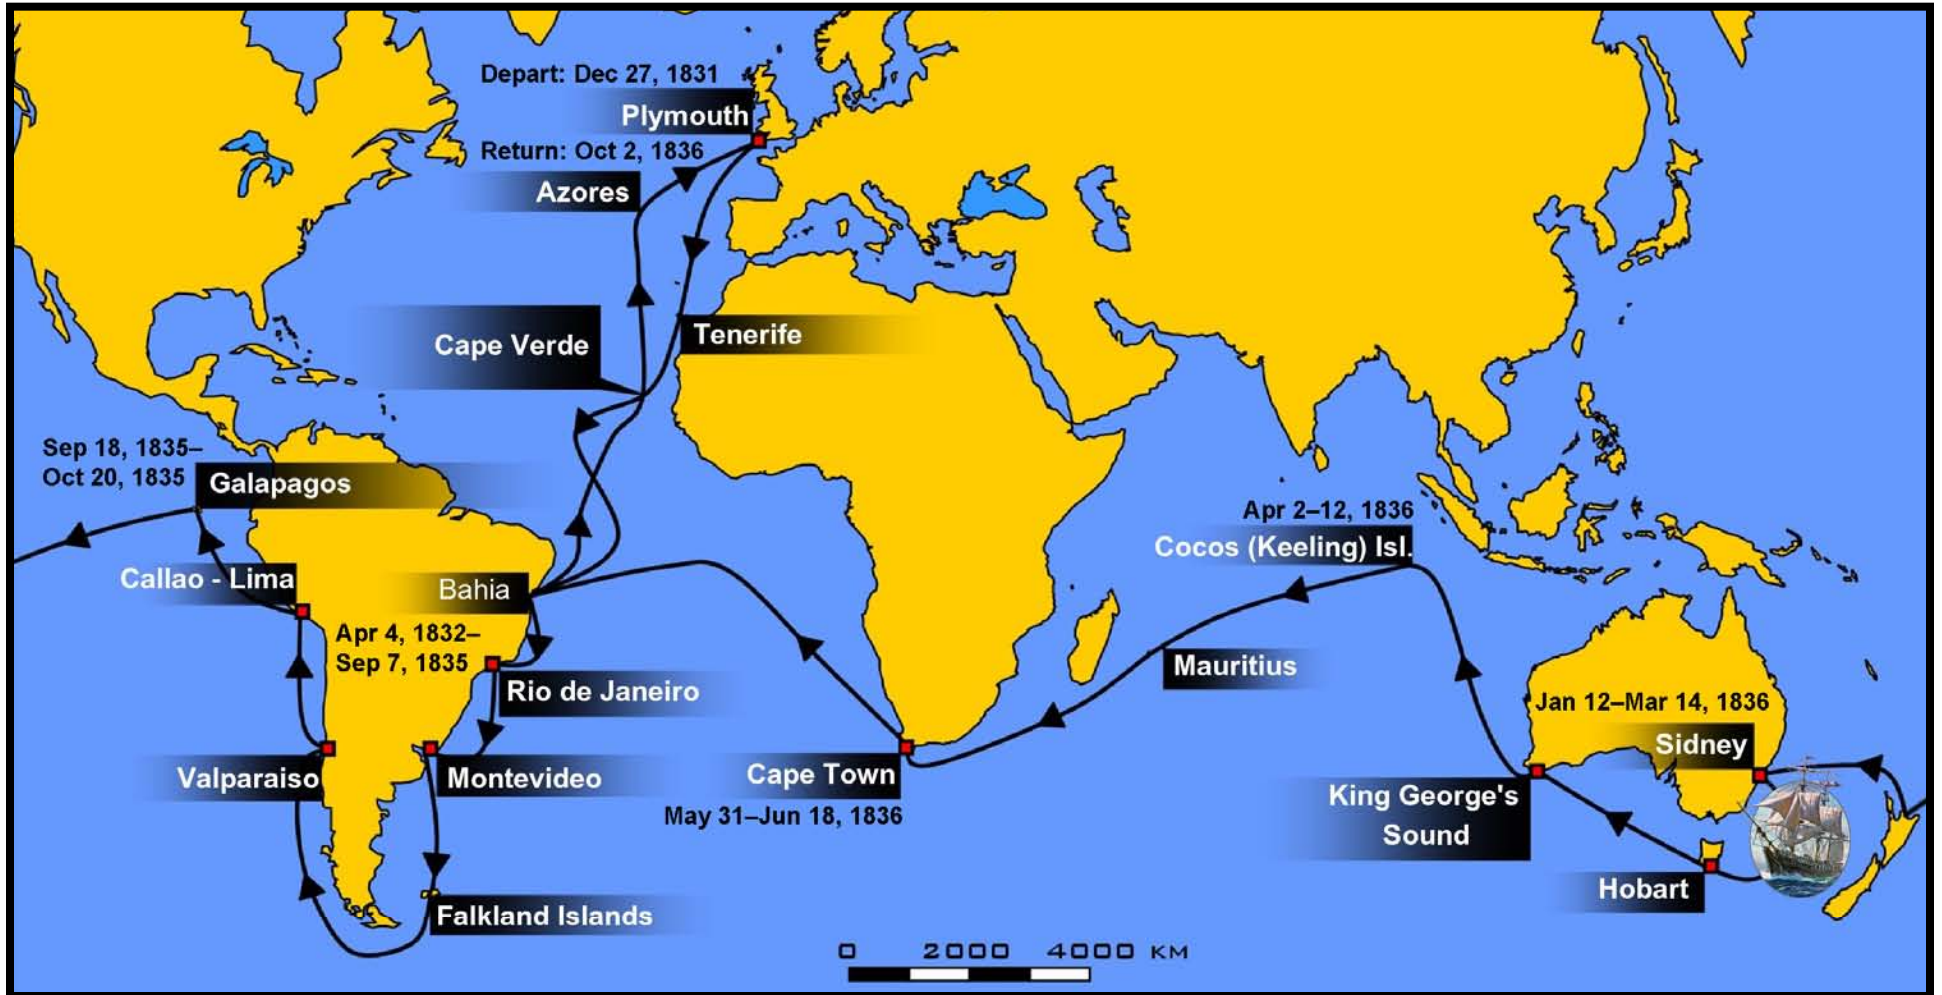 Depart: Dec 27, 1831
Plymouth
Return: Oct 2, 1836
Azores
Cape Verde
Tenerife
Sep 18, 1835–
Oct 20, 1835
Galapagos
Callao - Lima
Bahia
Apr 4, 1832–
Sep 7, 1835
Rio de Janeiro
Valparaiso
Montevideo
Falkland Islands
Cape Town
May 31–Jun 18, 1836
Apr 2–12, 1836
Cocos (Keeling) Isl.
Mauritius
Jan 12–Mar 14, 1836
Sidney
King George's
Sound
Hobart
0 2000 4000 KM